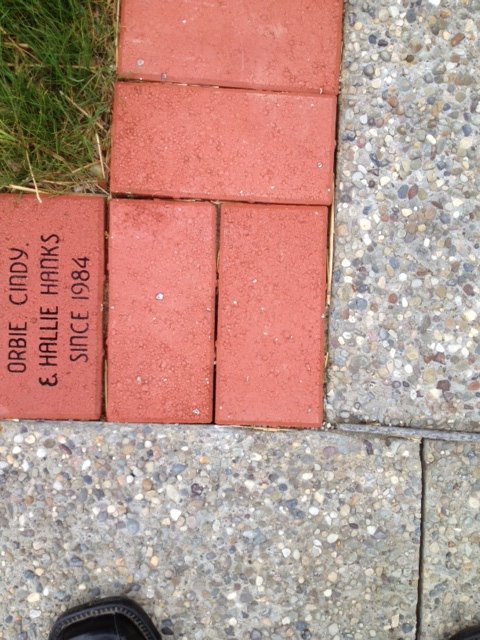 ORBIE, CINDY,
& HALLIE HANKS
SINCE 1984